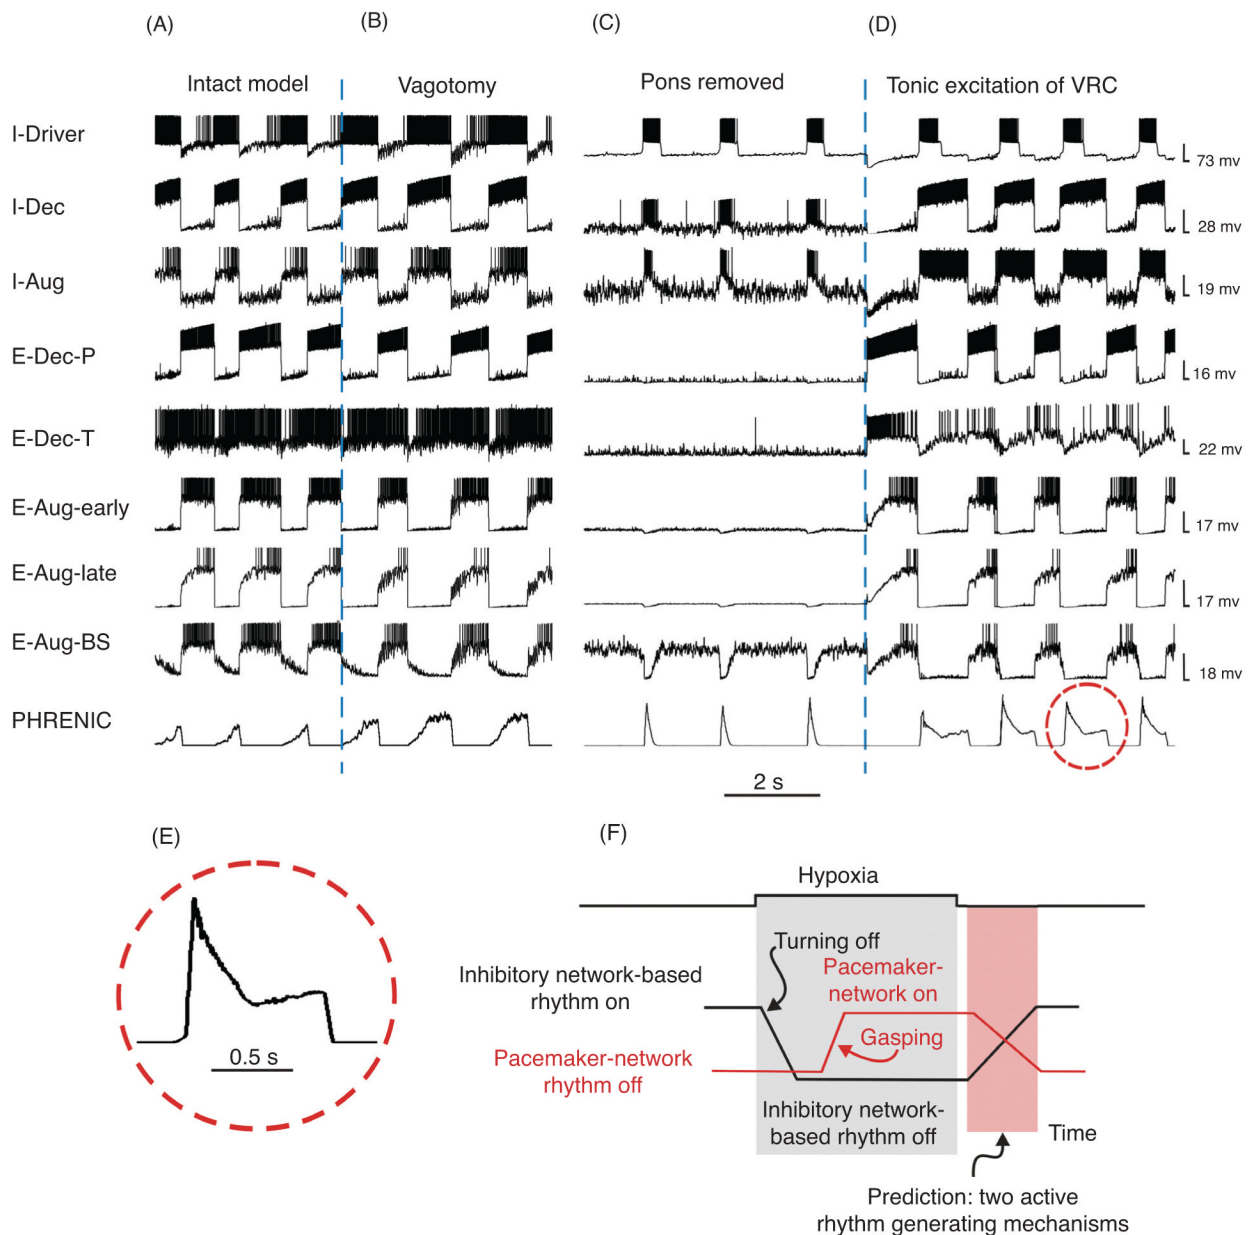 (A)
(B)
(C)
(D)
Intact model
Vagotomy
Pons removed
Tonic excitation of VRC
I-Driver
73 mv
I-Dec
28 mv
I-Aug
19 mv
E-Dec-P
16 mv
E-Dec-T
22 mv
E-Aug-early
17 mv
E-Aug-late
17 mv
E-Aug-BS
18 mv
PHRENIC
2 s
(E)
0.5 s
(F)
Hypoxia
Turning off
Inhibitory network-based
rhythm on
Pacemaker-
network on
Gasping
Pacemaker-network
rhythm off
Inhibitory network-
based rhythm off
Time
Prediction: two active
rhythm generating mechanisms